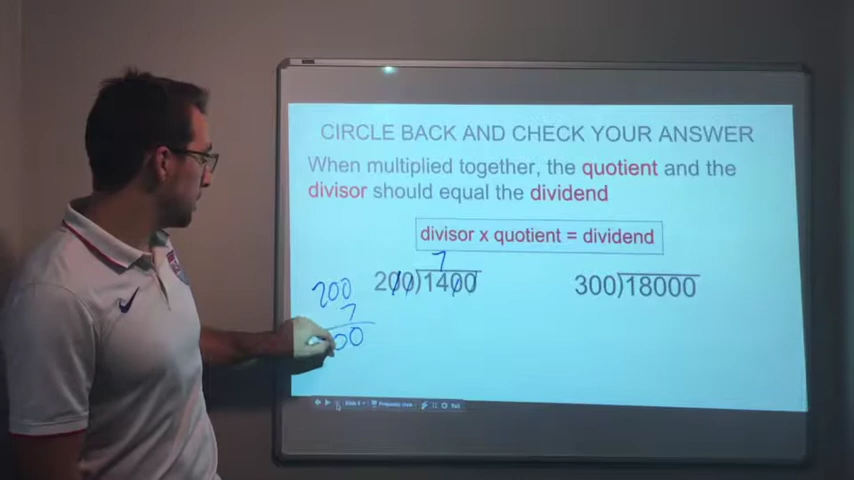 CIRCLE BACK AND CHECK YOUR ANSWER
When multiplied together, the quotient and the
divisor should equal the dividend
divisor x quotient = dividend
7
200)1400
300)18000
200
7
00